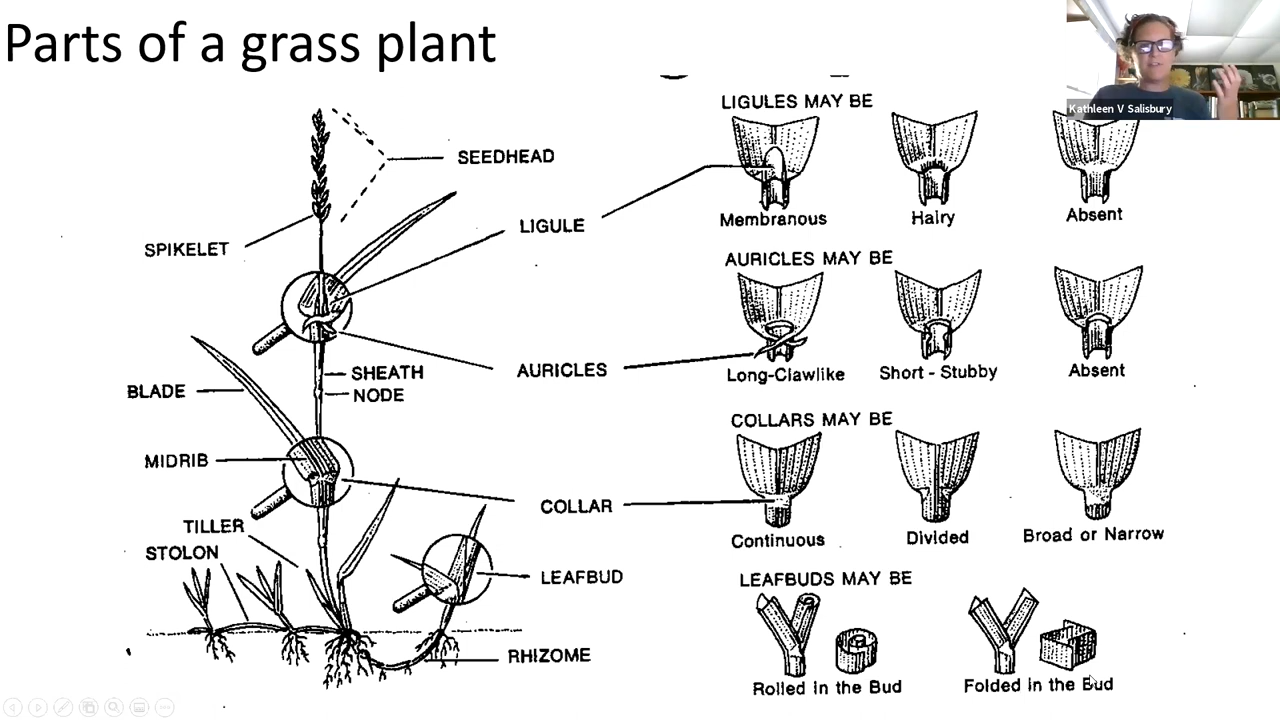 Parts of a grass plant
Kathleen V Salisbury
SEEDHEAD
SPIKELET
LIGULE
AURICLES
SHEATH
NODE
BLADE
MIDRIB
COLLAR
TILLER
STOLON
LEAFBUD
RHIZOME
LIGULES MAY BE
Membranous Hairy Absent
AURICLES MAY BE
Long-Clawlike Short - Stubby Absent
COLLARS MAY BE
Continuous Divided Broad or Narrow
LEAFBUDS MAY BE
Rolled in the Bud Folded in the Bud